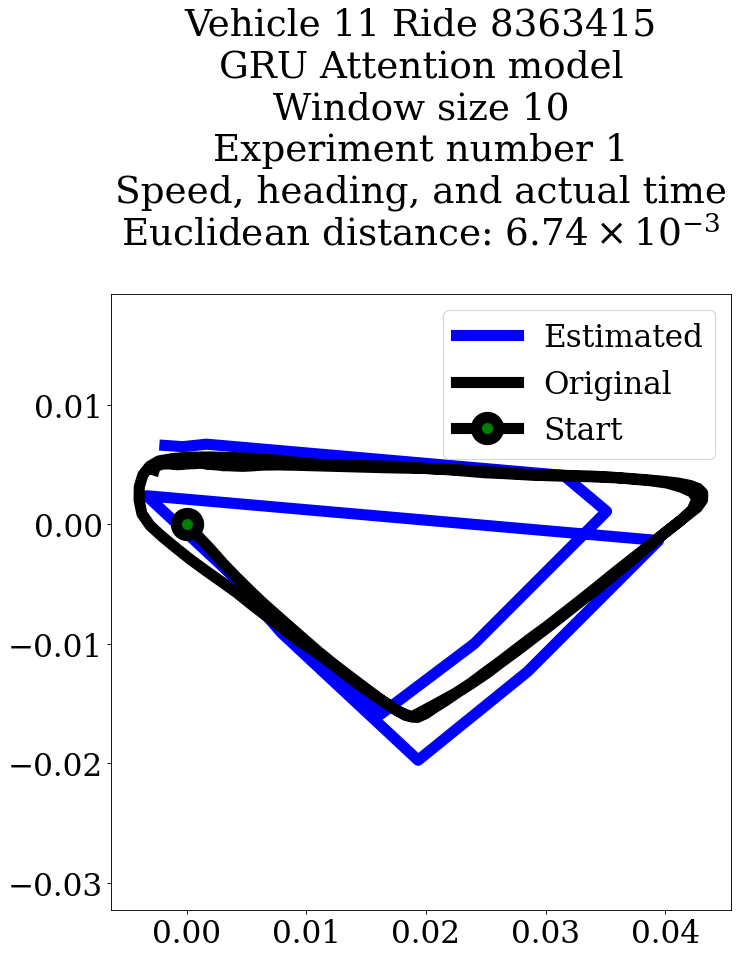 Vehicle 11 Ride 8363415
GRU Attention model
Window size 10
Experiment number 1
Speed, heading, and actual time
Euclidean distance: 6.74 × 10⁻³
Estimated
Original
Start
0.01
0.00
−0.01
−0.02
−0.03
0.00 0.01 0.02 0.03 0.04